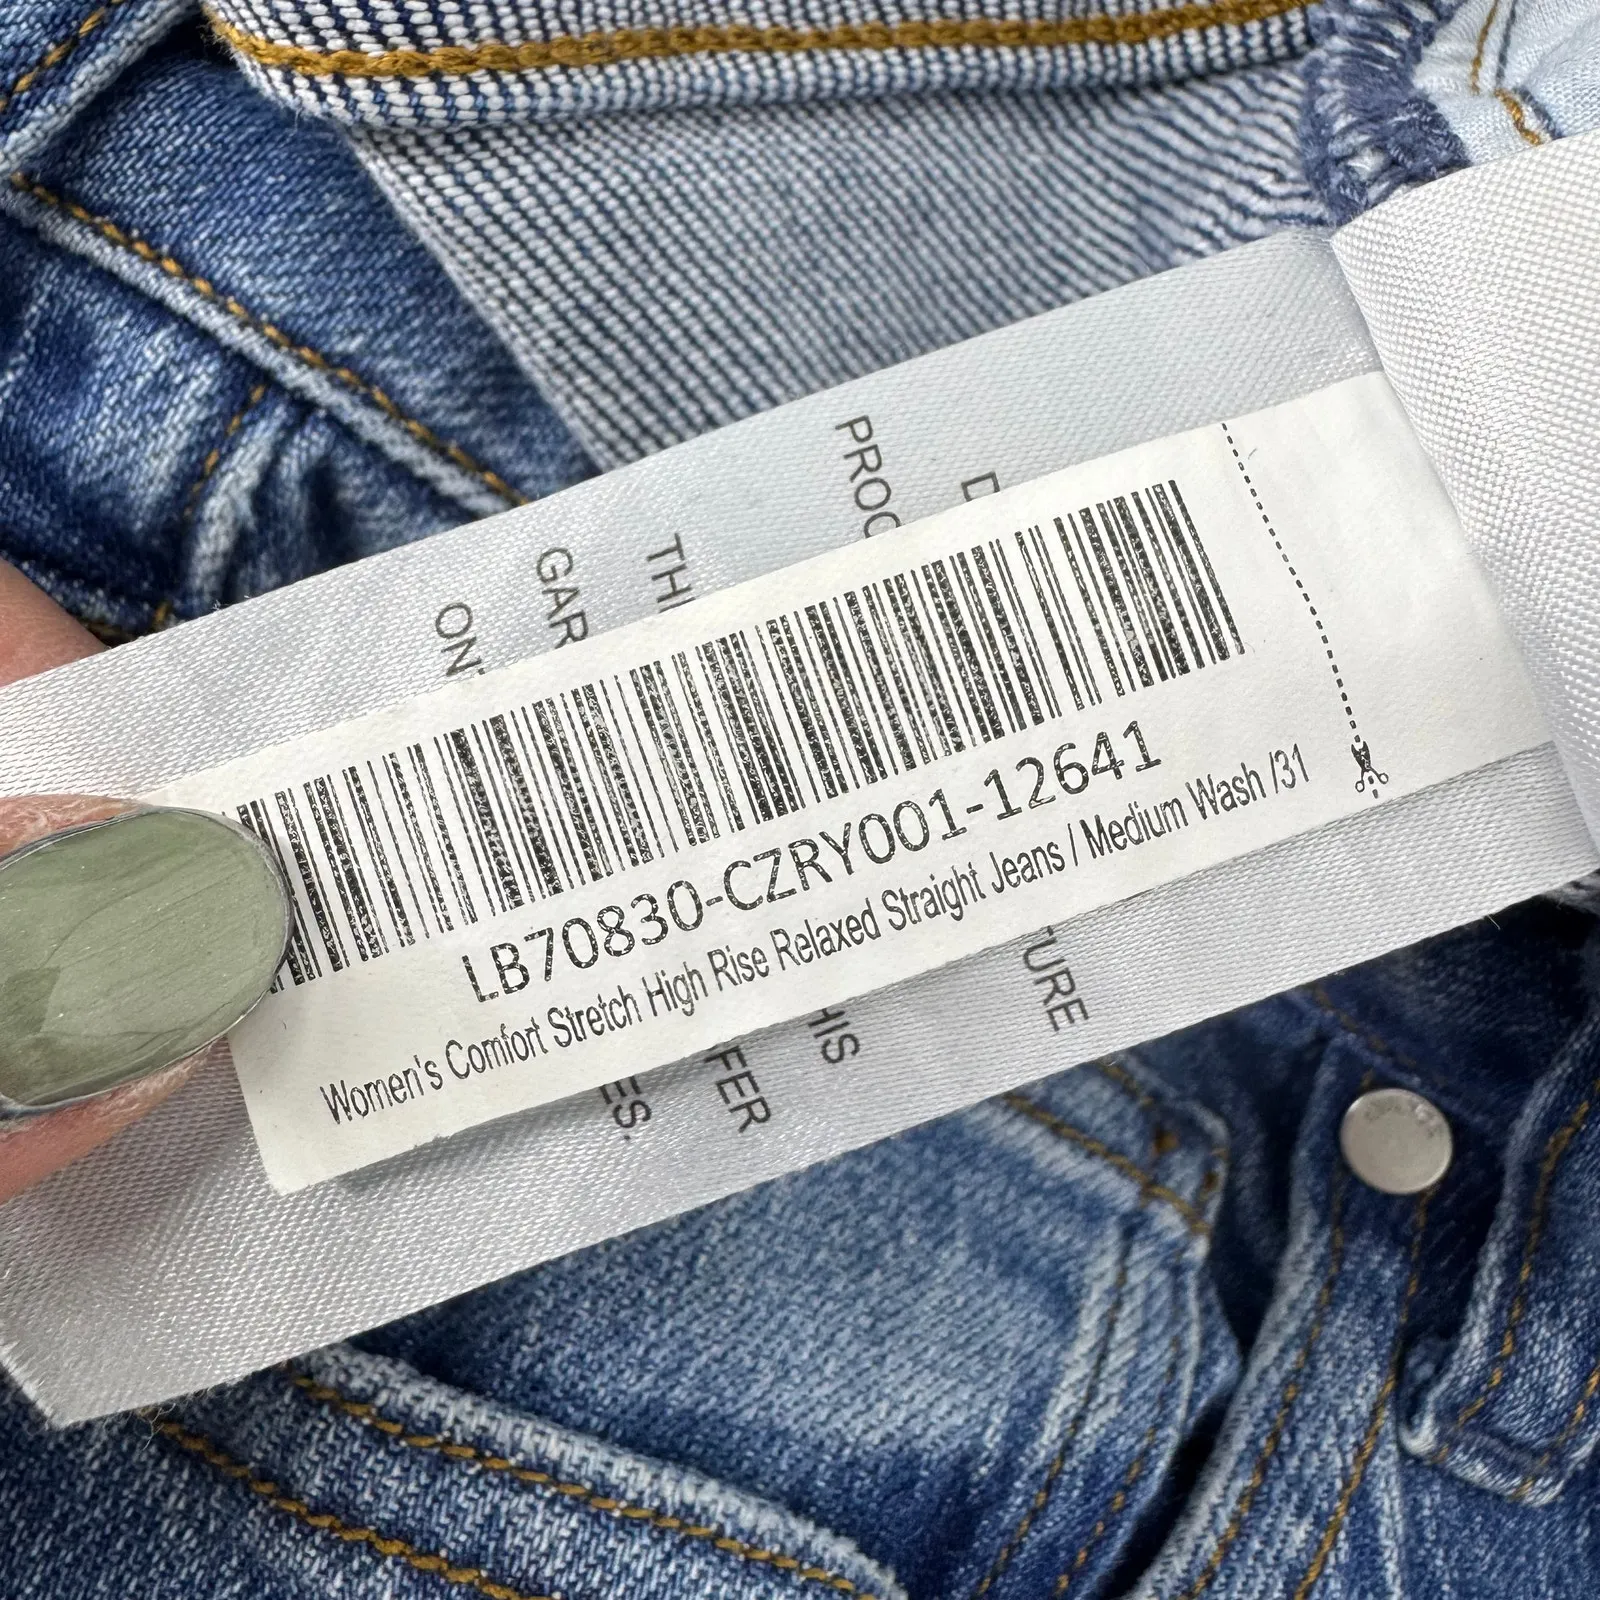 LB70830-CZRY001-12641
Women's Comfort Stretch High Rise Relaxed Straight Jeans / Medium Wash /31